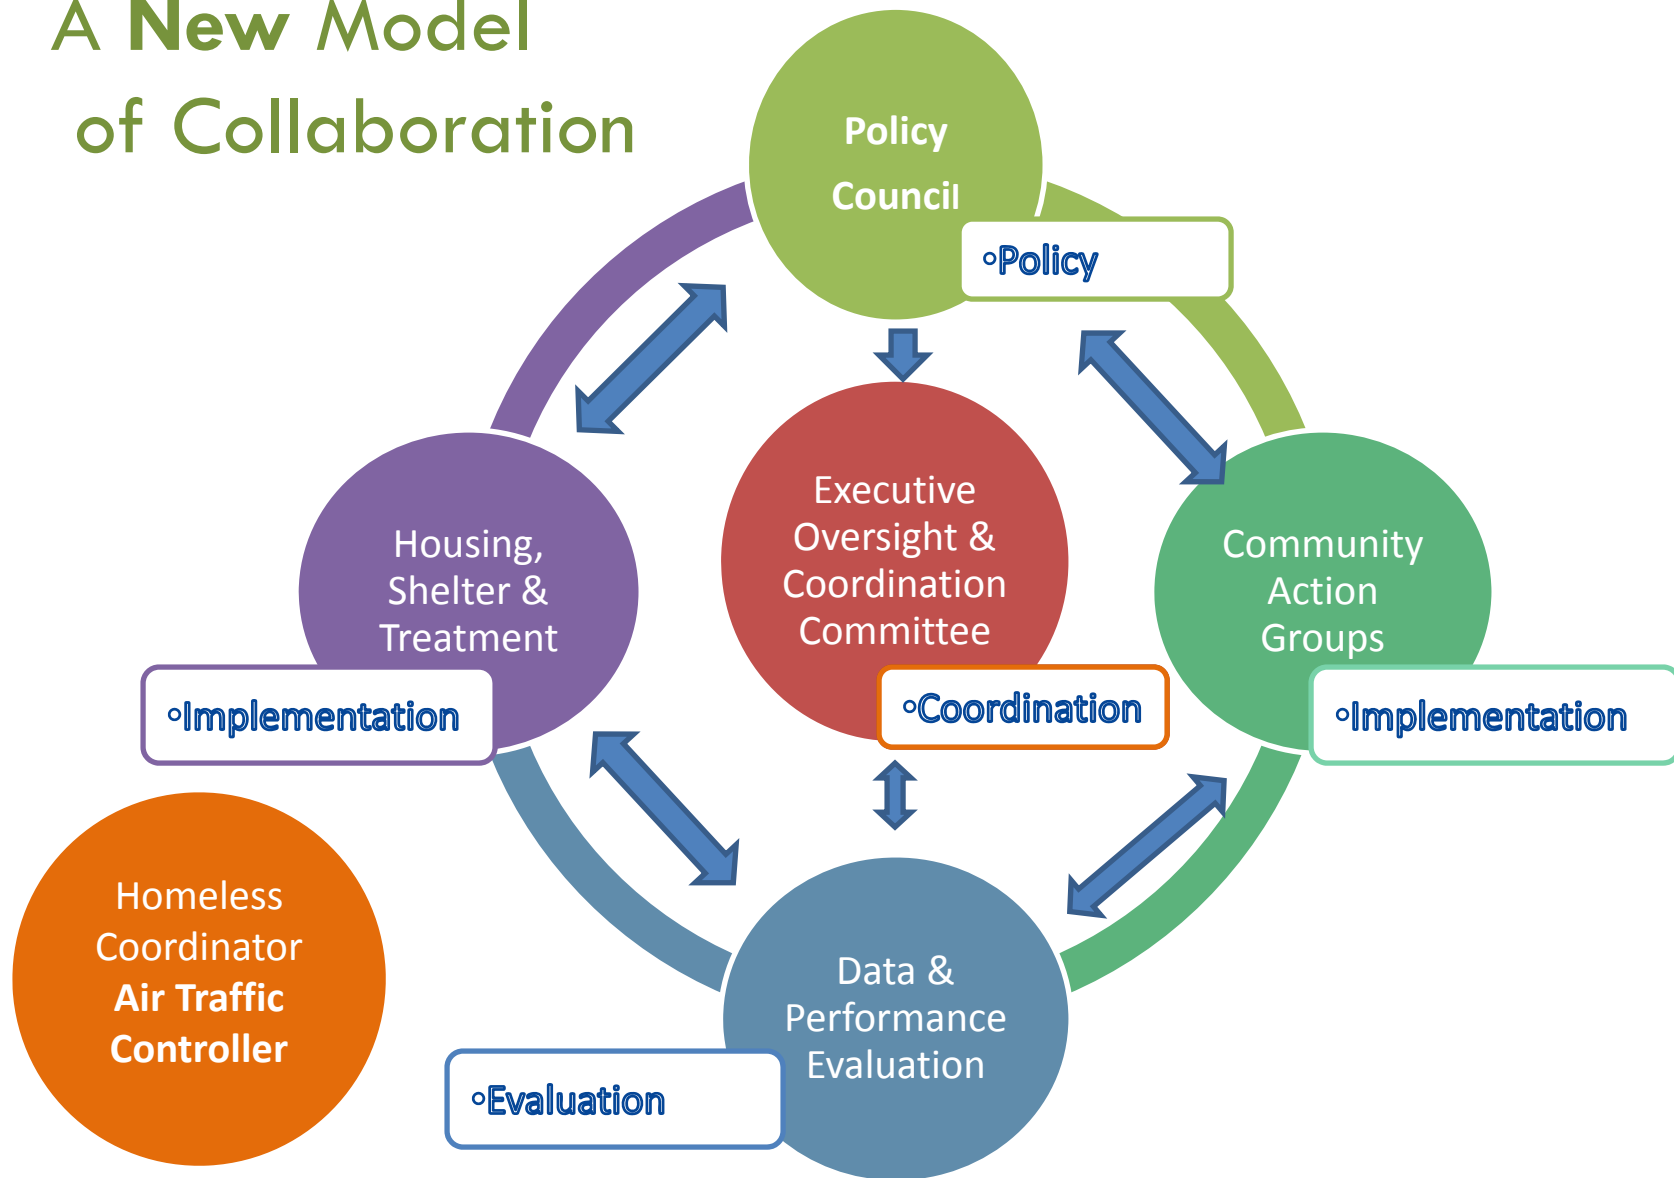 A New Model
of Collaboration
Policy
Council
◦Policy
Executive
Oversight &
Coordination
Committee
◦Coordination
Housing,
Shelter &
Treatment
◦Implementation
Community
Action
Groups
◦Implementation
Homeless
Coordinator
Air Traffic
Controller
Data &
Performance
Evaluation
◦Evaluation